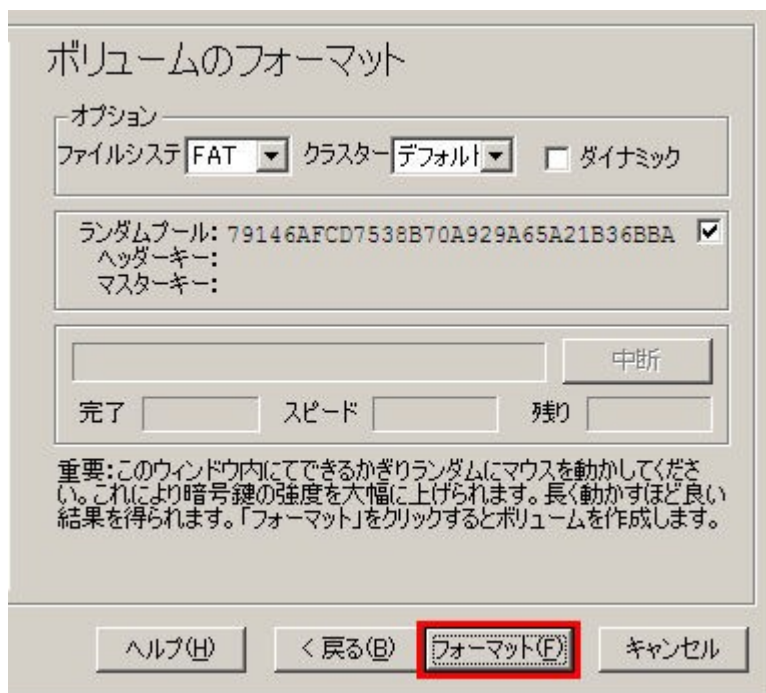 ボリュームのフォーマット
オプション
ファイルシステ FAT クラスター デフォルト ダイナミック
ランダムプール: 79146AFCD7538B70A929A65A21B36BBA
ヘッダーキー:
マスターキー:
中断
完了 スピード 残り
重要:このウィンドウ内にてできるかぎりランダムにマウスを動かしてくださ
い。これにより暗号鍵の強度を大幅に上げられます。長く動かすほど良い
結果を得られます。「フォーマット」をクリックするとボリュームを作成します。
ヘルプ(H) < 戻る(B) フォーマット(F) キャンセル